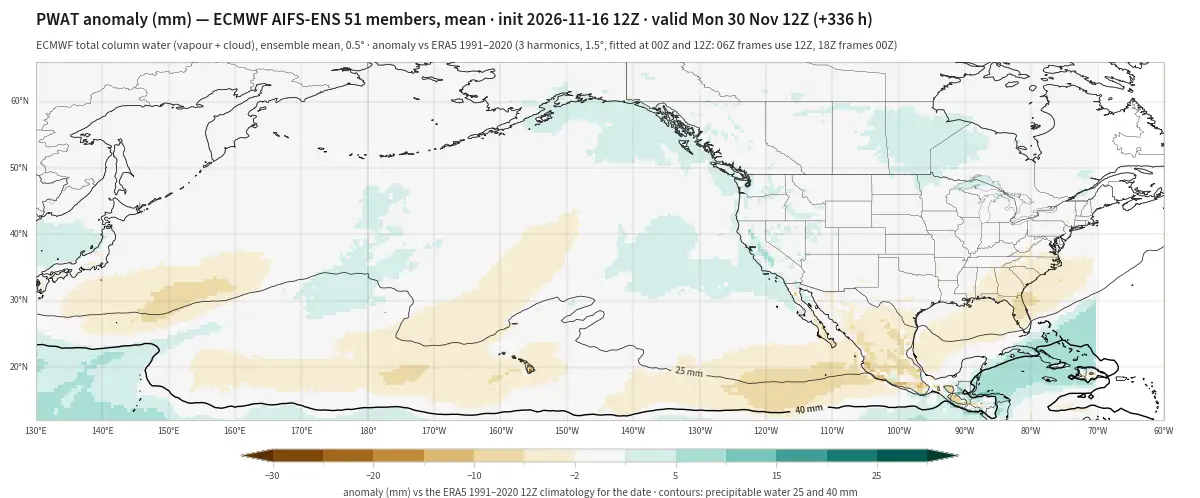 PWAT anomaly (mm) — ECMWF AIFS-ENS 51 members, mean · init 2026-11-16 12Z · valid Mon 30 Nov 12Z (+336 h)
ECMWF total column water (vapour + cloud), ensemble mean, 0.5° · anomaly vs ERA5 1991–2020 (3 harmonics, 1.5°, fitted at 00Z and 12Z: 06Z frames use 12Z, 18Z frames 00Z)
60°N
50°N
40°N
30°N
20°N
25 mm
40 mm
130°E 140°E 150°E 160°E 170°E 180° 170°W 160°W 150°W 140°W 130°W 120°W 110°W 100°W 90°W 80°W 70°W 60°W
−30 −20 −10 −2 5 15 25
anomaly (mm) vs the ERA5 1991–2020 12Z climatology for the date · contours: precipitable water 25 and 40 mm